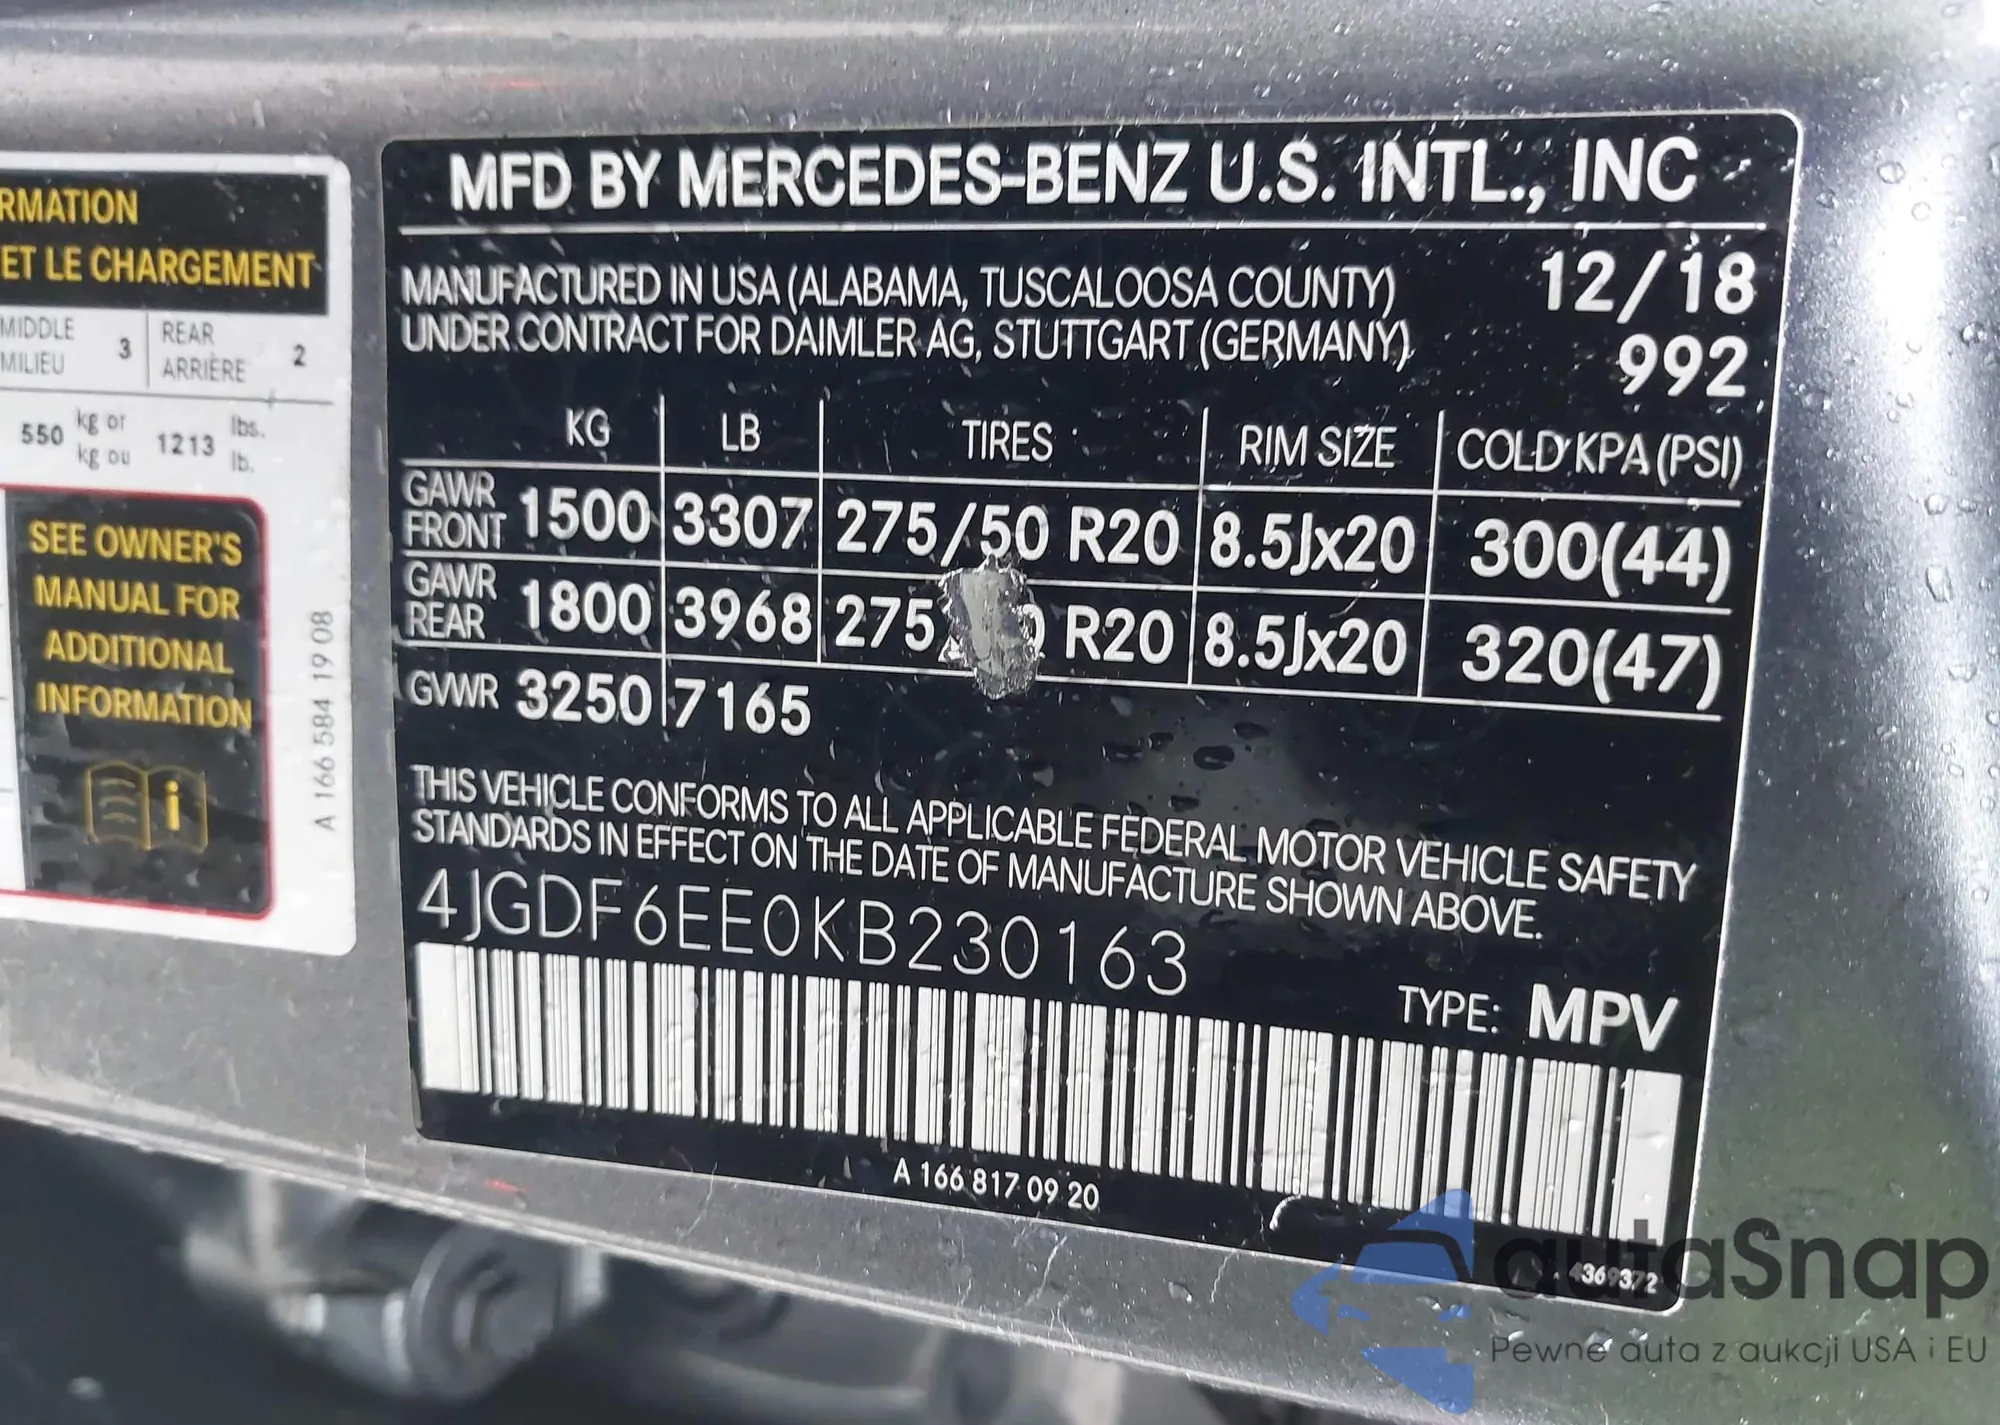 RMATION
ET LE CHARGEMENT
MIDDLE
MILIEU
3
REAR
ARRIÈRE
2
550 kg or
kg ou
1213 lbs.
lb.
SEE OWNER'S
MANUAL FOR
ADDITIONAL
INFORMATION
i
A 166 584 19 08
MFD BY MERCEDES-BENZ U.S. INTL., INC
MANUFACTURED IN USA (ALABAMA, TUSCALOOSA COUNTY)
UNDER CONTRACT FOR DAIMLER AG, STUTTGART (GERMANY)
12/18
992
KG LB TIRES RIM SIZE COLD KPA (PSI)
GAWR
FRONT 1500 3307 275/50 R20 8.5Jx20 300(44)
GAWR
REAR 1800 3968 275 R20 8.5Jx20 320(47)
GVWR 3250 7165
THIS VEHICLE CONFORMS TO ALL APPLICABLE FEDERAL MOTOR VEHICLE SAFETY
STANDARDS IN EFFECT ON THE DATE OF MANUFACTURE SHOWN ABOVE.
4JGDF6EE0KB230163
TYPE: MPV
A 166 817 09 20
4369372
autaSnap
Pewne auta z aukcji USA i EU